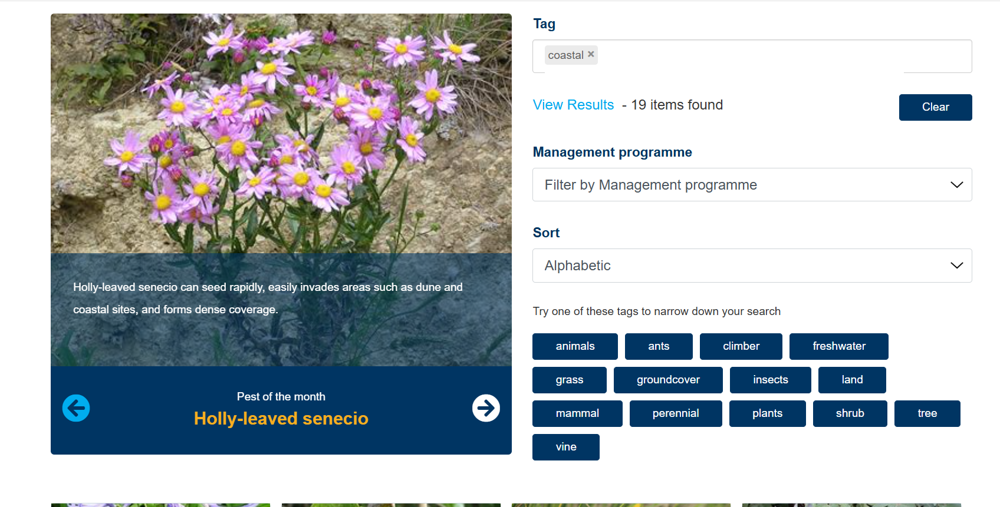 Holly-leaved senecio can seed rapidly, easily invades areas such as dune and
coastal sites, and forms dense coverage.
Pest of the month
Holly-leaved senecio
Tag
coastal ×
View Results - 19 items found
Clear
Management programme
Filter by Management programme
Sort
Alphabetic
Try one of these tags to narrow down your search
animals ants climber freshwater
grass groundcover insects land
mammal perennial plants shrub tree
vine